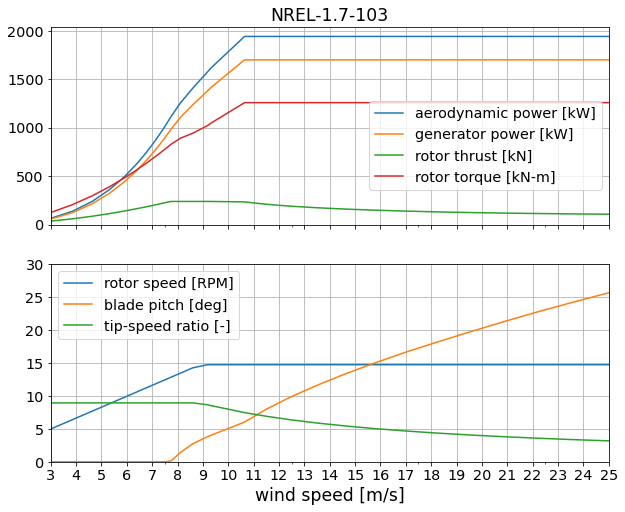 NREL-1.7-103
2000
1500
1000
500
0
aerodynamic power [kW]
generator power [kW]
rotor thrust [kN]
rotor torque [kN-m]
30
25
20
15
10
5
0
rotor speed [RPM]
blade pitch [deg]
tip-speed ratio [-]
3 4 5 6 7 8 9 10 11 12 13 14 15 16 17 18 19 20 21 22 23 24 25
wind speed [m/s]